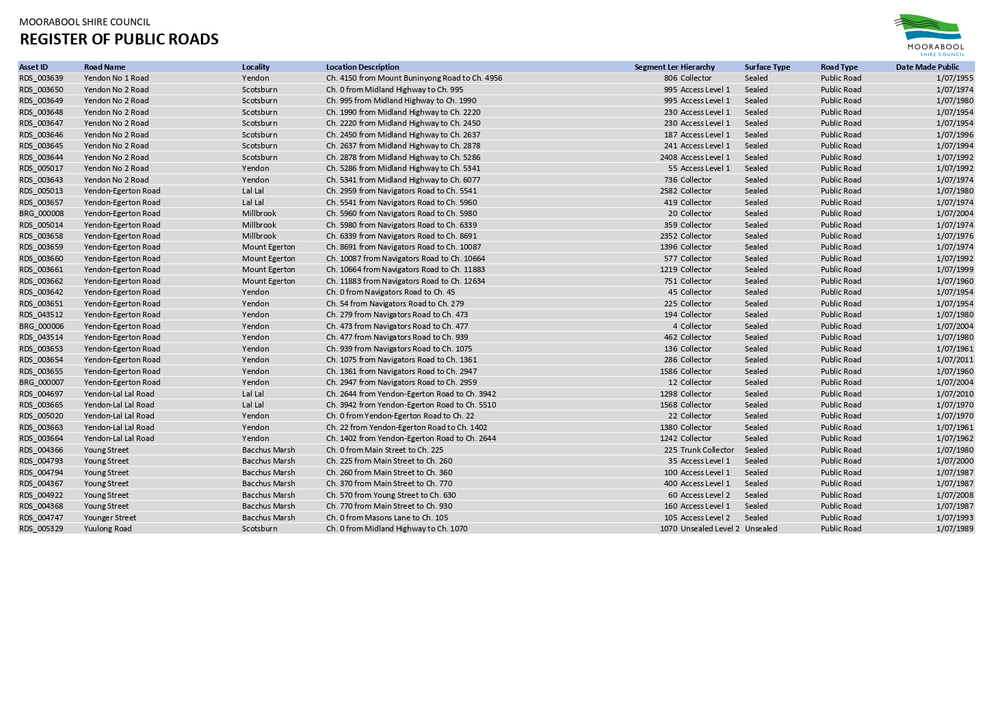 MOORABOOL SHIRE COUNCIL
REGISTER OF PUBLIC ROADS
MOORABOOL
SHIRE COUNCIL
Asset ID Road Name Locality Location Description Segment Len Hierarchy Surface Type Road Type Date Made Public
RDS_003639 Yendon No 1 Road Yendon Ch. 4150 from Mount Buninyong Road to Ch. 4956 806 Collector Sealed Public Road 1/07/1955
RDS_003650 Yendon No 2 Road Scotsburn Ch. 0 from Midland Highway to Ch. 995 995 Access Level 1 Sealed Public Road 1/07/1974
RDS_003649 Yendon No 2 Road Scotsburn Ch. 995 from Midland Highway to Ch. 1990 995 Access Level 1 Sealed Public Road 1/07/1980
RDS_003648 Yendon No 2 Road Scotsburn Ch. 1990 from Midland Highway to Ch. 2220 230 Access Level 1 Sealed Public Road 1/07/1954
RDS_003647 Yendon No 2 Road Scotsburn Ch. 2220 from Midland Highway to Ch. 2450 230 Access Level 1 Sealed Public Road 1/07/1954
RDS_003646 Yendon No 2 Road Scotsburn Ch. 2450 from Midland Highway to Ch. 2637 187 Access Level 1 Sealed Public Road 1/07/1996
RDS_003645 Yendon No 2 Road Scotsburn Ch. 2637 from Midland Highway to Ch. 2878 241 Access Level 1 Sealed Public Road 1/07/1994
RDS_003644 Yendon No 2 Road Scotsburn Ch. 2878 from Midland Highway to Ch. 5286 2408 Access Level 1 Sealed Public Road 1/07/1992
RDS_005017 Yendon No 2 Road Yendon Ch. 5286 from Midland Highway to Ch. 5341 55 Access Level 1 Sealed Public Road 1/07/1992
RDS_003643 Yendon No 2 Road Yendon Ch. 5341 from Midland Highway to Ch. 6077 736 Collector Sealed Public Road 1/07/1974
RDS_005013 Yendon-Egerton Road Lal Lal Ch. 2959 from Navigators Road to Ch. 5541 2582 Collector Sealed Public Road 1/07/1980
RDS_003657 Yendon-Egerton Road Lal Lal Ch. 5541 from Navigators Road to Ch. 5960 419 Collector Sealed Public Road 1/07/1974
BRG_000008 Yendon-Egerton Road Millbrook Ch. 5960 from Navigators Road to Ch. 5980 20 Collector Sealed Public Road 1/07/2004
RDS_005014 Yendon-Egerton Road Millbrook Ch. 5980 from Navigators Road to Ch. 6339 359 Collector Sealed Public Road 1/07/1974
RDS_003658 Yendon-Egerton Road Millbrook Ch. 6339 from Navigators Road to Ch. 8691 2352 Collector Sealed Public Road 1/07/1976
RDS_003659 Yendon-Egerton Road Mount Egerton Ch. 8691 from Navigators Road to Ch. 10087 1396 Collector Sealed Public Road 1/07/1974
RDS_003660 Yendon-Egerton Road Mount Egerton Ch. 10087 from Navigators Road to Ch. 10664 577 Collector Sealed Public Road 1/07/1992
RDS_003661 Yendon-Egerton Road Mount Egerton Ch. 10664 from Navigators Road to Ch. 11883 1219 Collector Sealed Public Road 1/07/1999
RDS_003662 Yendon-Egerton Road Mount Egerton Ch. 11883 from Navigators Road to Ch. 12634 751 Collector Sealed Public Road 1/07/1960
RDS_003642 Yendon-Egerton Road Yendon Ch. 0 from Navigators Road to Ch. 45 45 Collector Sealed Public Road 1/07/1954
RDS_003651 Yendon-Egerton Road Yendon Ch. 54 from Navigators Road to Ch. 279 225 Collector Sealed Public Road 1/07/1954
RDS_043512 Yendon-Egerton Road Yendon Ch. 279 from Navigators Road to Ch. 473 194 Collector Sealed Public Road 1/07/1980
BRG_000006 Yendon-Egerton Road Yendon Ch. 473 from Navigators Road to Ch. 477 4 Collector Sealed Public Road 1/07/2004
RDS_043514 Yendon-Egerton Road Yendon Ch. 477 from Navigators Road to Ch. 939 462 Collector Sealed Public Road 1/07/1980
RDS_003653 Yendon-Egerton Road Yendon Ch. 939 from Navigators Road to Ch. 1075 136 Collector Sealed Public Road 1/07/1961
RDS_003654 Yendon-Egerton Road Yendon Ch. 1075 from Navigators Road to Ch. 1361 286 Collector Sealed Public Road 1/07/2011
RDS_003655 Yendon-Egerton Road Yendon Ch. 1361 from Navigators Road to Ch. 2947 1586 Collector Sealed Public Road 1/07/1960
BRG_000007 Yendon-Egerton Road Yendon Ch. 2947 from Navigators Road to Ch. 2959 12 Collector Sealed Public Road 1/07/2004
RDS_004697 Yendon-Lal Lal Road Lal Lal Ch. 2644 from Yendon-Egerton Road to Ch. 3942 1298 Collector Sealed Public Road 1/07/2010
RDS_003665 Yendon-Lal Lal Road Lal Lal Ch. 3942 from Yendon-Egerton Road to Ch. 5510 1568 Collector Sealed Public Road 1/07/1970
RDS_005020 Yendon-Lal Lal Road Yendon Ch. 0 from Yendon-Egerton Road to Ch. 22 22 Collector Sealed Public Road 1/07/1970
RDS_003663 Yendon-Lal Lal Road Yendon Ch. 22 from Yendon-Egerton Road to Ch. 1402 1380 Collector Sealed Public Road 1/07/1961
RDS_003664 Yendon-Lal Lal Road Yendon Ch. 1402 from Yendon-Egerton Road to Ch. 2644 1242 Collector Sealed Public Road 1/07/1962
RDS_004366 Young Street Bacchus Marsh Ch. 0 from Main Street to Ch. 225 225 Trunk Collector Sealed Public Road 1/07/1980
RDS_004793 Young Street Bacchus Marsh Ch. 225 from Main Street to Ch. 260 35 Access Level 1 Sealed Public Road 1/07/2000
RDS_004794 Young Street Bacchus Marsh Ch. 260 from Main Street to Ch. 360 100 Access Level 1 Sealed Public Road 1/07/1987
RDS_004367 Young Street Bacchus Marsh Ch. 370 from Main Street to Ch. 770 400 Access Level 1 Sealed Public Road 1/07/1987
RDS_004922 Young Street Bacchus Marsh Ch. 570 from Young Street to Ch. 630 60 Access Level 2 Sealed Public Road 1/07/2008
RDS_004368 Young Street Bacchus Marsh Ch. 770 from Main Street to Ch. 930 160 Access Level 1 Sealed Public Road 1/07/1987
RDS_004747 Younger Street Bacchus Marsh Ch. 0 from Masons Lane to Ch. 105 105 Access Level 2 Sealed Public Road 1/07/1993
RDS_005329 Yuulong Road Scotsburn Ch. 0 from Midland Highway to Ch. 1070 1070 Unsealed Level 2 Unsealed Public Road 1/07/1989